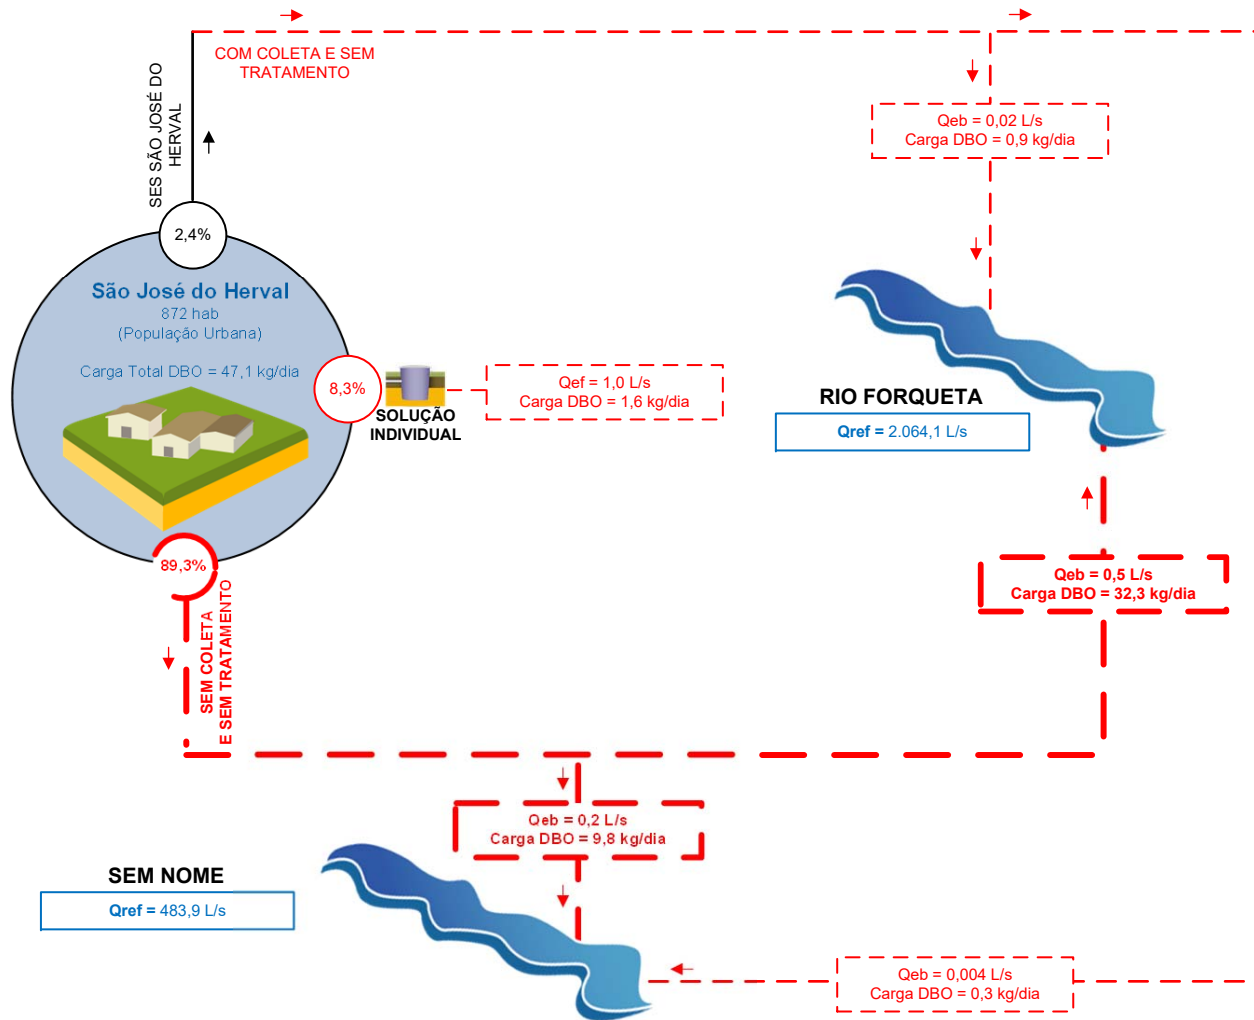 COM COLETA E SEM
TRATAMENTO
SES SÃO JOSÉ DO
HERVAL
Qeb = 0,02 L/s
Carga DBO = 0,9 kg/dia
2,4%
São José do Herval
872 hab
(População Urbana)
Carga Total DBO = 47,1 kg/dia
8,3%
SOLUÇÃO
INDIVIDUAL
Qef = 1,0 L/s
Carga DBO = 1,6 kg/dia
RIO FORQUETA
Qref = 2.064,1 L/s
89,3%
SEM COLETA
E SEM TRATAMENTO
Qeb = 0,5 L/s
Carga DBO = 32,3 kg/dia
Qeb = 0,2 L/s
Carga DBO = 9,8 kg/dia
SEM NOME
Qref = 483,9 L/s
Qeb = 0,004 L/s
Carga DBO = 0,3 kg/dia